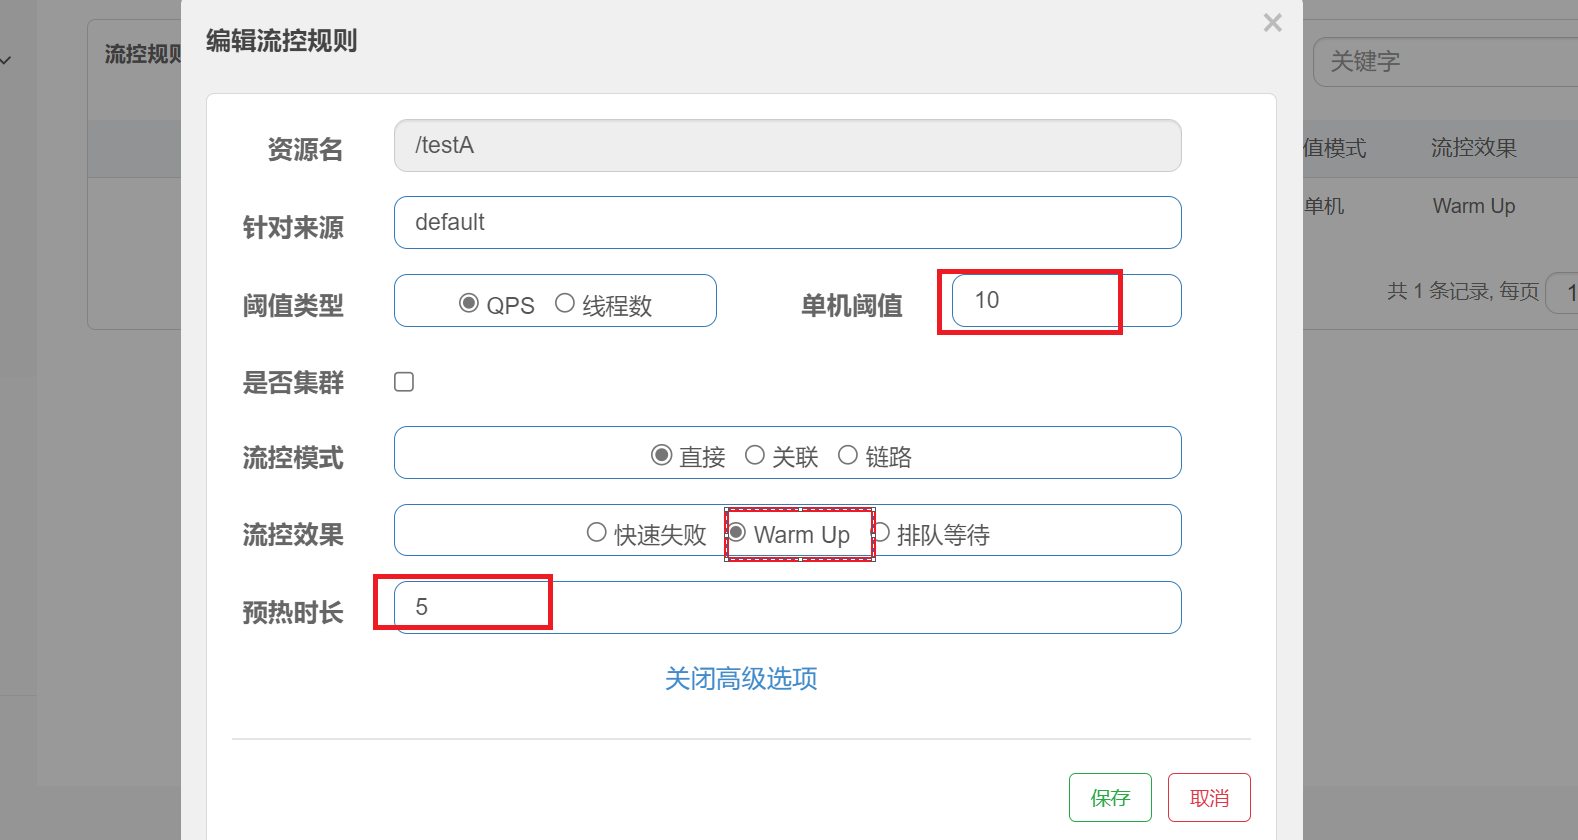 编辑流控规则
×
流控规则
关键字
资源名 /testA
值模式 流控效果
针对来源 default
单机 Warm Up
阈值类型 QPS 线程数 单机阈值 10
共 1 条记录, 每页 1
是否集群
流控模式 直接 关联 链路
流控效果 快速失败 Warm Up 排队等待
预热时长 5
关闭高级选项
保存 取消